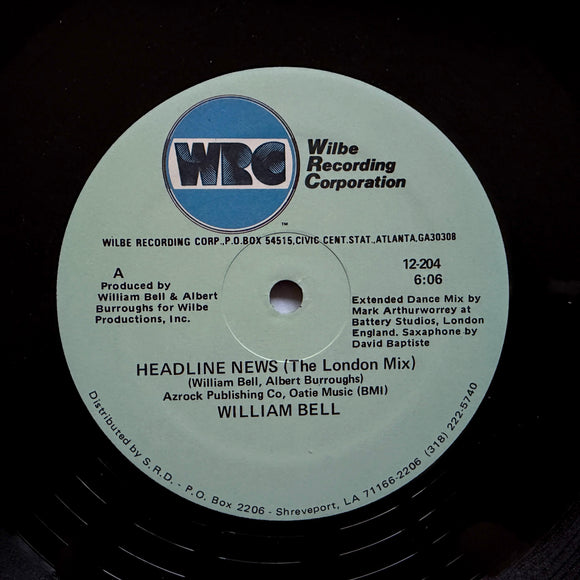 WRC
Wilbe
Recording
Corporation
™
WILBE RECORDING CORP.,P.O.BOX 54515,CIVIC CENT.STAT.,ATLANTA,GA30308
A
Produced by
William Bell & Albert
Burroughs for Wilbe
Productions, Inc.
12-204
6:06
Extended Dance Mix by
Mark Arthurworrey at
Battery Studios, London
England. Saxaphone by
David Baptiste
HEADLINE NEWS (The London Mix)
(William Bell, Albert Burroughs)
Azrock Publishing Co, Oatie Music (BMI)
WILLIAM BELL
Distributed by S.R.D. - P.O. Box 2206 - Shreveport, LA 71166-2206 (318) 222-5740